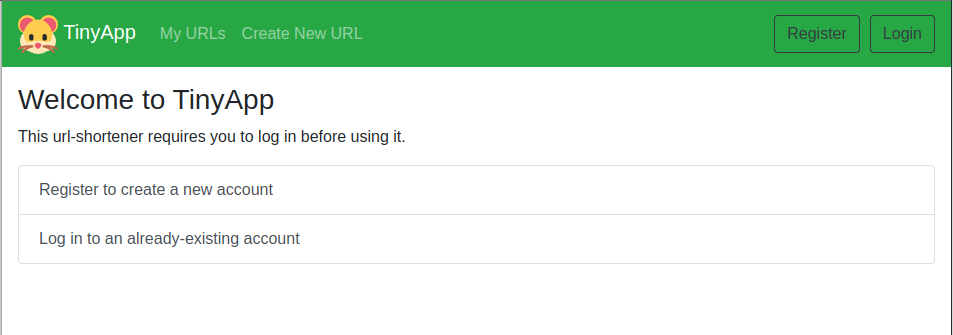 TinyApp My URLs Create New URL Register Login
Welcome to TinyApp
This url-shortener requires you to log in before using it.
Register to create a new account
Log in to an already-existing account